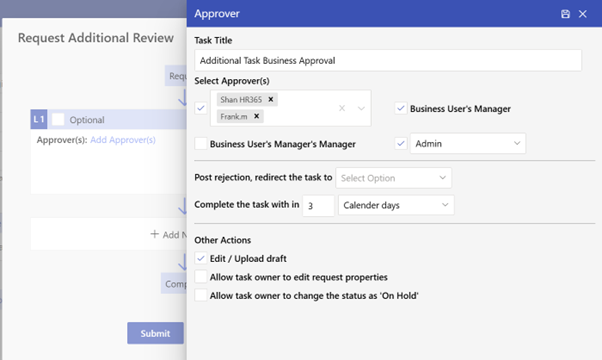 Approver
Request Additional Review
Task Title
Additional Task Business Approval
Select Approver(s)
Shan HR365 ×
Frank.m ×
Business User's Manager
Business User's Manager's Manager
Admin
Post rejection, redirect the task to Select Option
Complete the task with in 3 Calender days
Other Actions
Edit / Upload draft
Allow task owner to edit request properties
Allow task owner to change the status as 'On Hold'
L1 Optional
Approver(s): Add Approver(s)
Submit